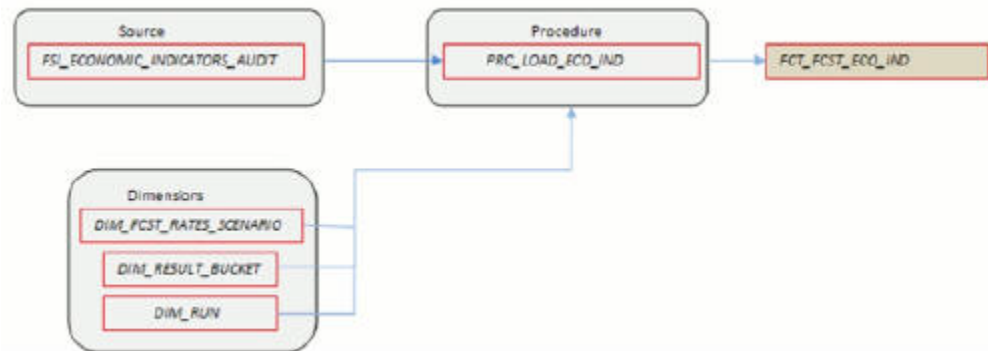 Source
FSI_ECONOMIC_INDICATORS_AUDIT
Procedure
PRC_LOAD_ECO_IND
FCT_FCST_ECO_IND
Dimensions
DIM_FCST_RATES_SCENARIO
DIM_RESULT_BUCKET
DIM_RUN